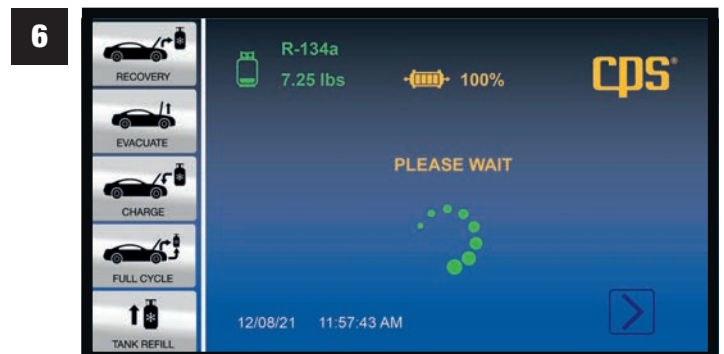 6
RECOVERY
EVACUATE
CHARGE
FULL CYCLE
TANK REFILL
R-134a
7.25 lbs
100%
cps®
PLEASE WAIT
12/08/21 11:57:43 AM